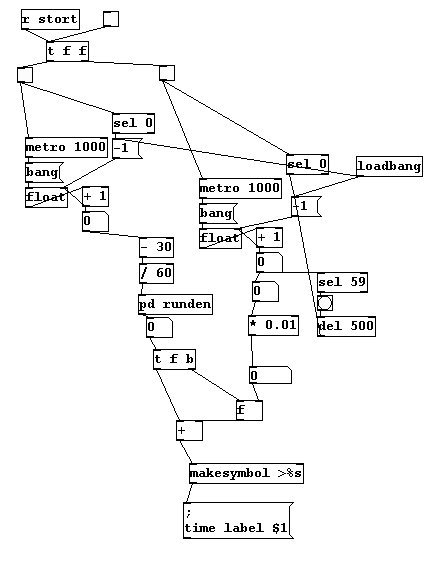 r stort
t f f
sel 0
-1
metro 1000
bang
float
+ 1
0
sel 0
loadbang
metro 1000
-1
bang
float
+ 1
0
- 30
/ 60
pd runden
0
sel 59
0
* 0.01
del 500
t f b
0
f
+
makesymbol >%s
;
time label $1